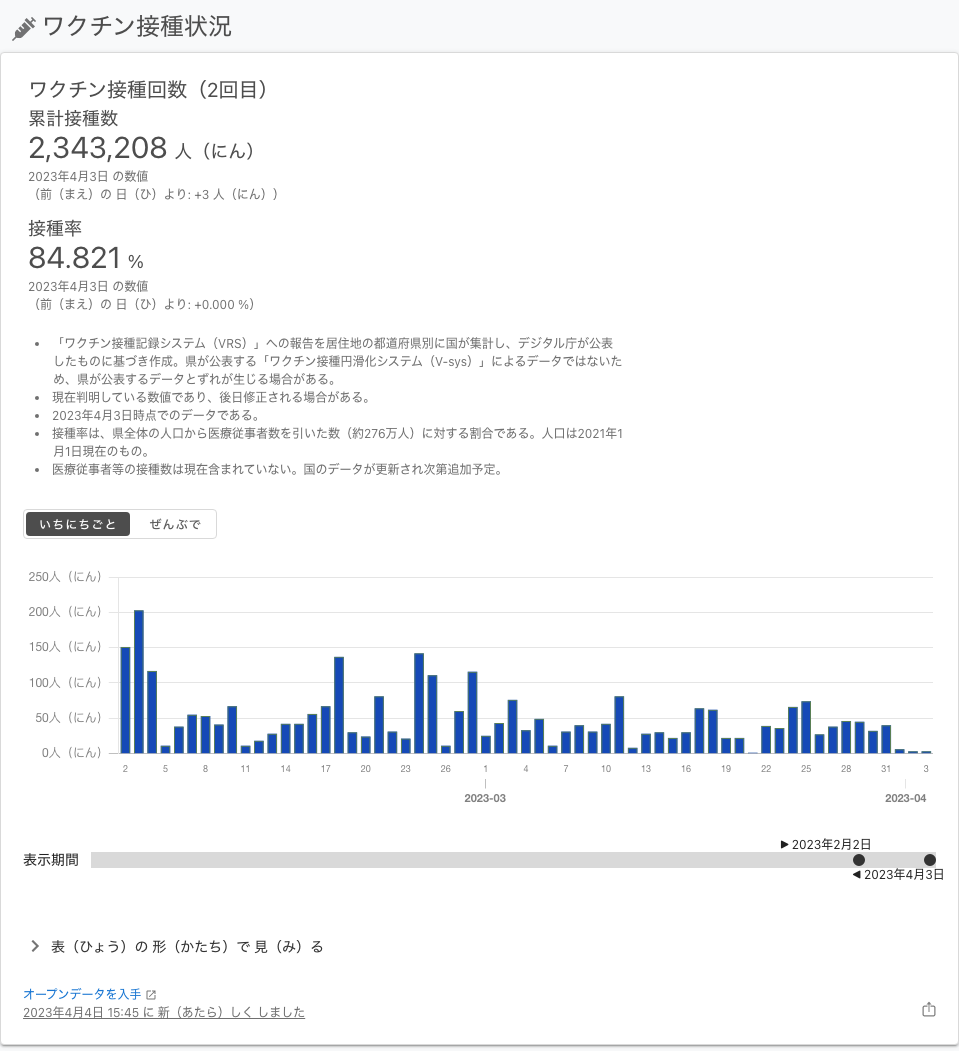 ワクチン接種状況
ワクチン接種回数（2回目）
累計接種数
2,343,208 人（にん）
2023年4月3日 の数値
（前（まえ）の 日（ひ）より: +3 人（にん））
接種率
84.821 %
2023年4月3日 の数値
（前（まえ）の 日（ひ）より: +0.000 %）
• 「ワクチン接種記録システム（VRS）」への報告を居住地の都道府県別に国が集計し、デジタル庁が公表
したものに基づき作成。県が公表する「ワクチン接種円滑化システム（V-sys）」によるデータではないた
め、県が公表するデータとずれが生じる場合がある。
• 現在判明している数値であり、後日修正される場合がある。
• 2023年4月3日時点でのデータである。
• 接種率は、県全体の人口から医療従事者数を引いた数（約276万人）に対する割合である。人口は2021年1
月1日現在のもの。
• 医療従事者等の接種数は現在含まれていない。国のデータが更新され次第追加予定。
いちにちごと ぜんぶで
250人（にん）
200人（にん）
150人（にん）
100人（にん）
50人（にん）
0人（にん）
2 5 8 11 14 17 20 23 26 1 4 7 10 13 16 19 22 25 28 31 3
2023-03 2023-04
▶ 2023年2月2日
表示期間
◀ 2023年4月3日
表（ひょう）の 形（かたち）で 見（み）る
オープンデータを入手
2023年4月4日 15:45 に 新（あたら）しく しました